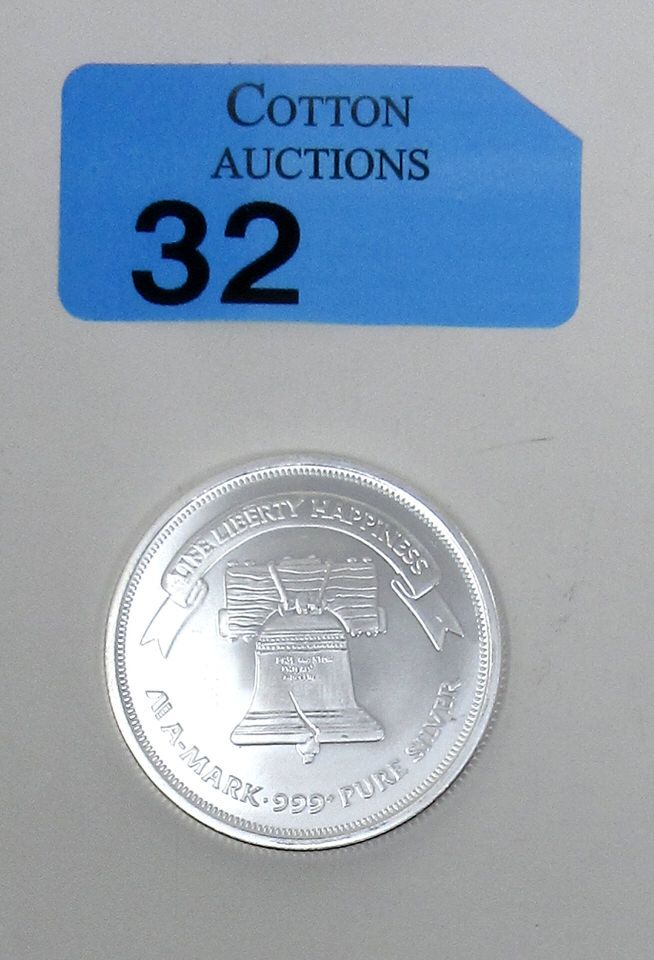 COTTON
AUCTIONS
32
LIFE LIBERTY HAPPINESS
A-MARK · 999+ PURE SILVER